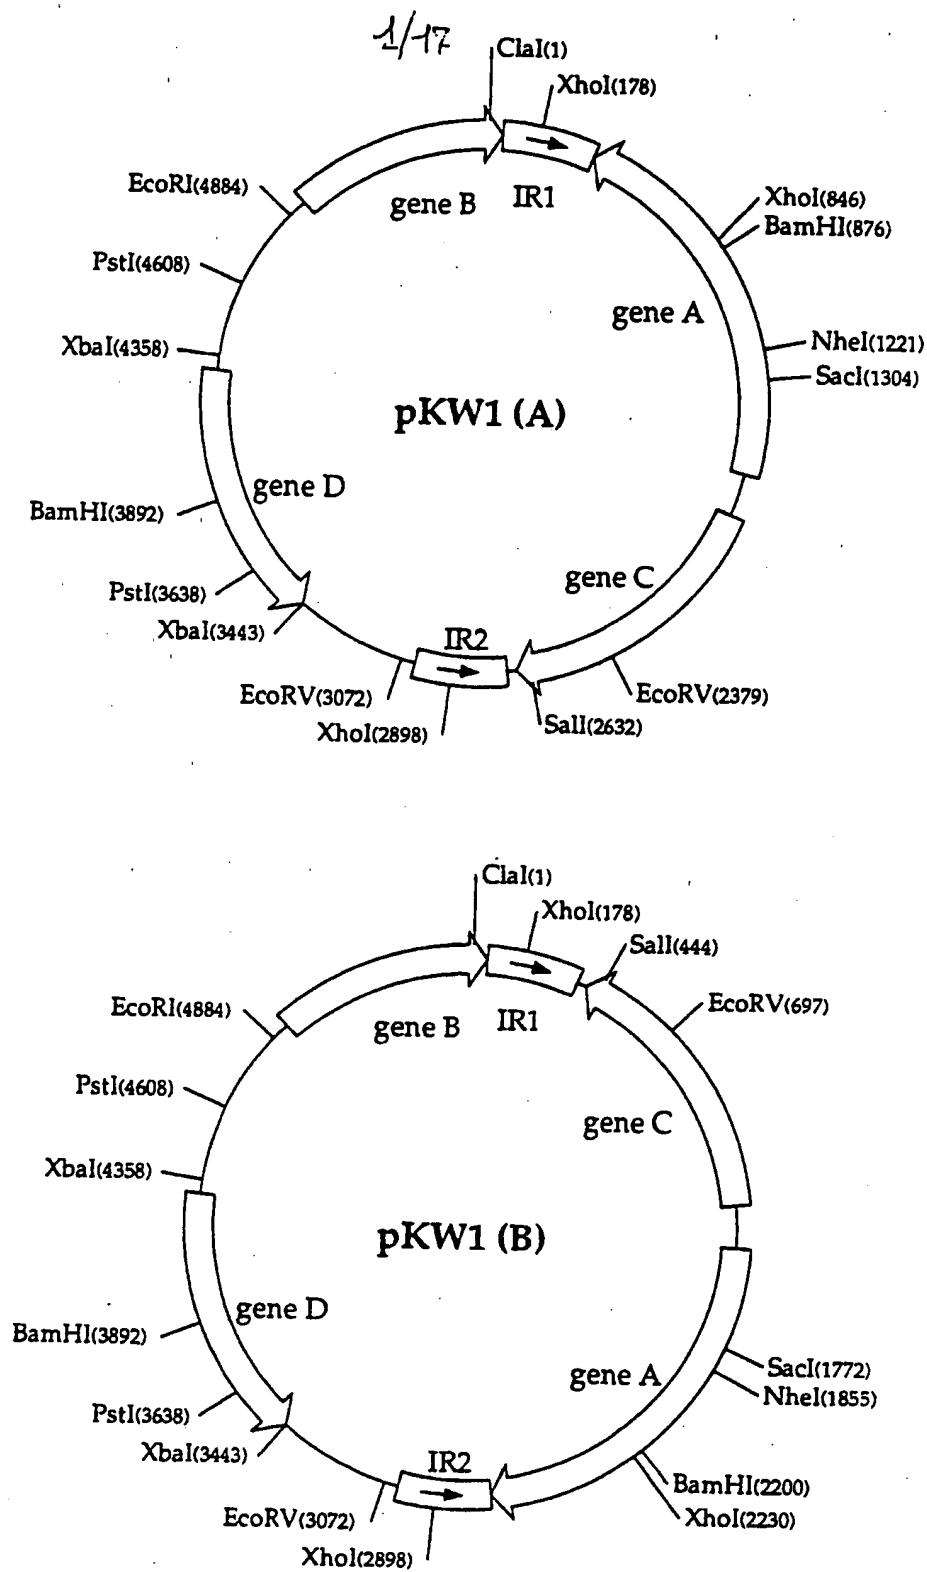 1/17
ClaI(1)
XhoI(178)
EcoRI(4884)
gene B
IR1
XhoI(846)
BamHI(876)
PstI(4608)
gene A
XbaI(4358)
NheI(1221)
SacI(1304)
pKW1 (A)
gene D
BamHI(3892)
gene C
PstI(3638)
XbaI(3443)
IR2
EcoRV(3072)
EcoRV(2379)
XhoI(2898)
SalI(2632)
ClaI(1)
XhoI(178)
SalI(444)
EcoRI(4884)
EcoRV(697)
gene B
IR1
PstI(4608)
gene C
XbaI(4358)
pKW1 (B)
gene D
BamHI(3892)
gene A
SacI(1772)
NheI(1855)
PstI(3638)
XbaI(3443)
IR2
BamHI(2200)
EcoRV(3072)
XhoI(2230)
XhoI(2898)